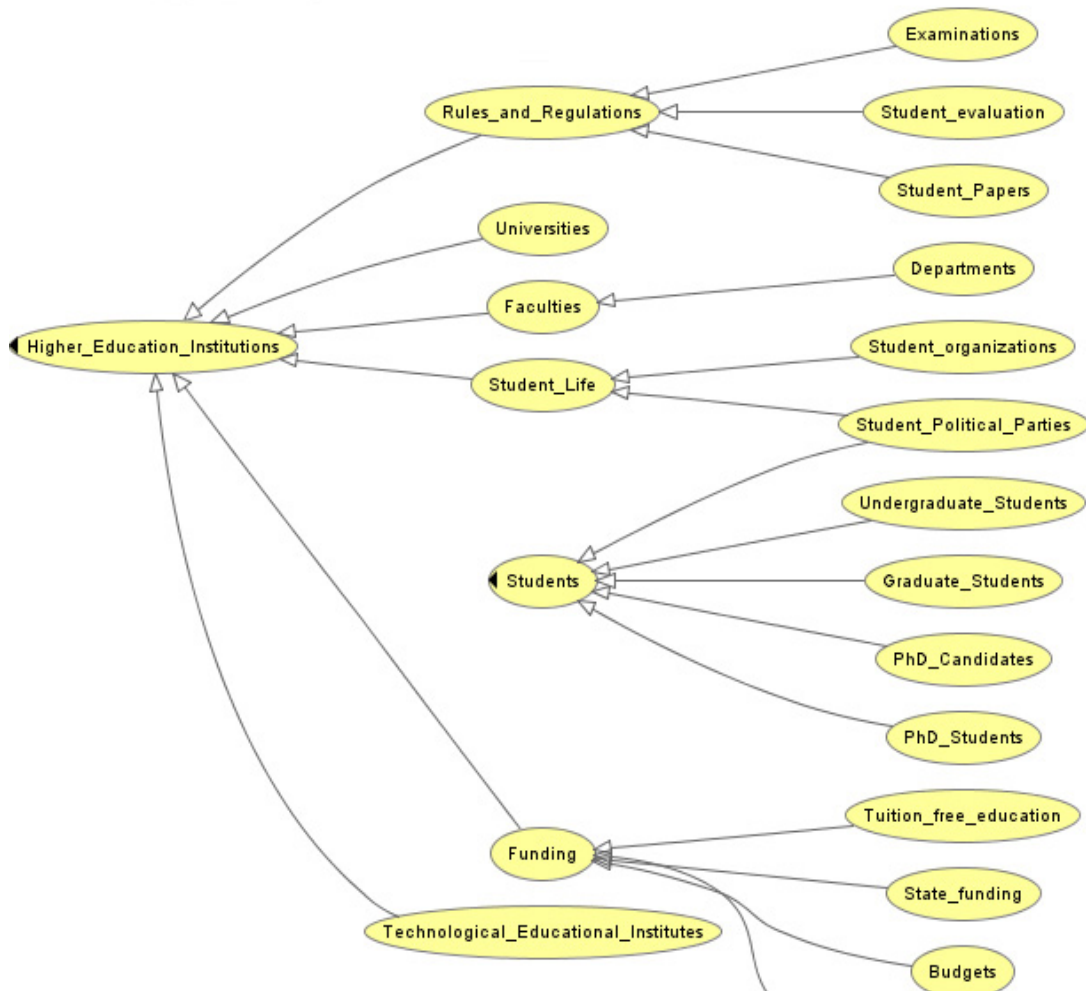 Examinations
Rules_and_Regulations
Student_evaluation
Student_Papers
Universities
Departments
Faculties
Higher_Education_Institutions
Student_organizations
Student_Life
Student_Political_Parties
Undergraduate_Students
Students
Graduate_Students
PhD_Candidates
PhD_Students
Tuition_free_education
Funding
State_funding
Technological_Educational_Institutes
Budgets